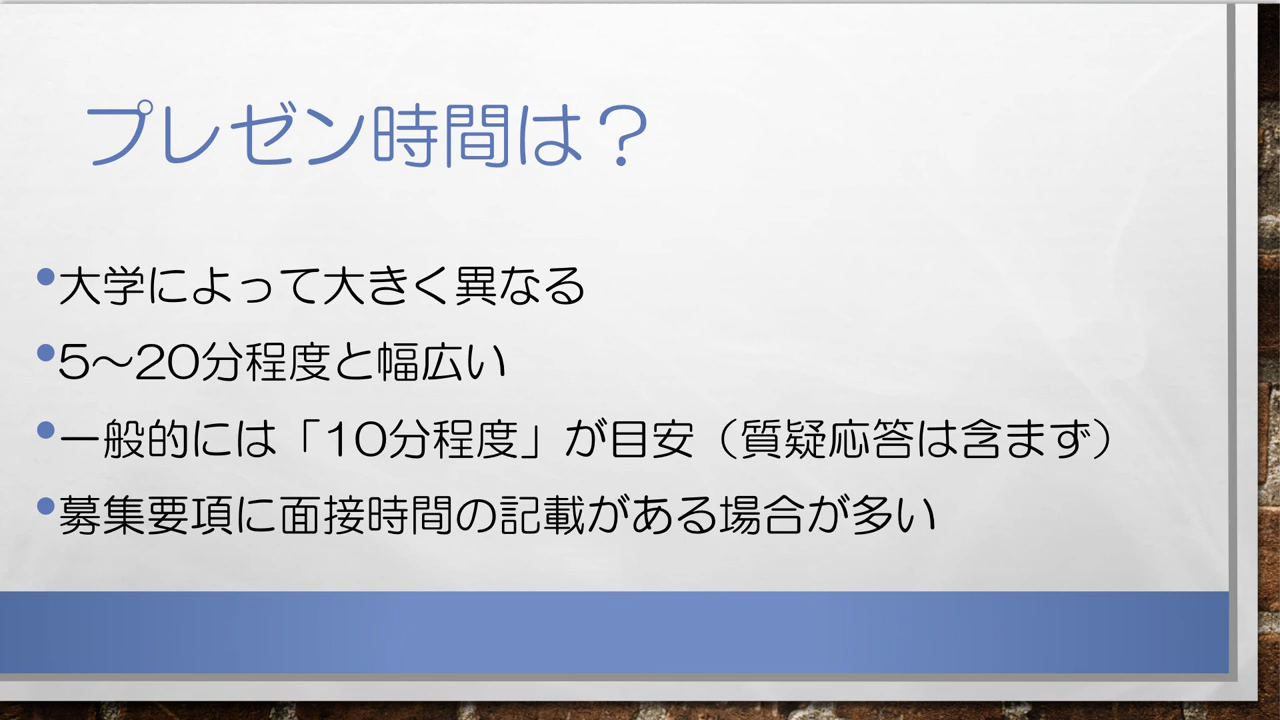 プレゼン時間は？
•大学によって大きく異なる
•5～20分程度と幅広い
•一般的には「10分程度」が目安（質疑応答は含まず）
•募集要項に面接時間の記載がある場合が多い